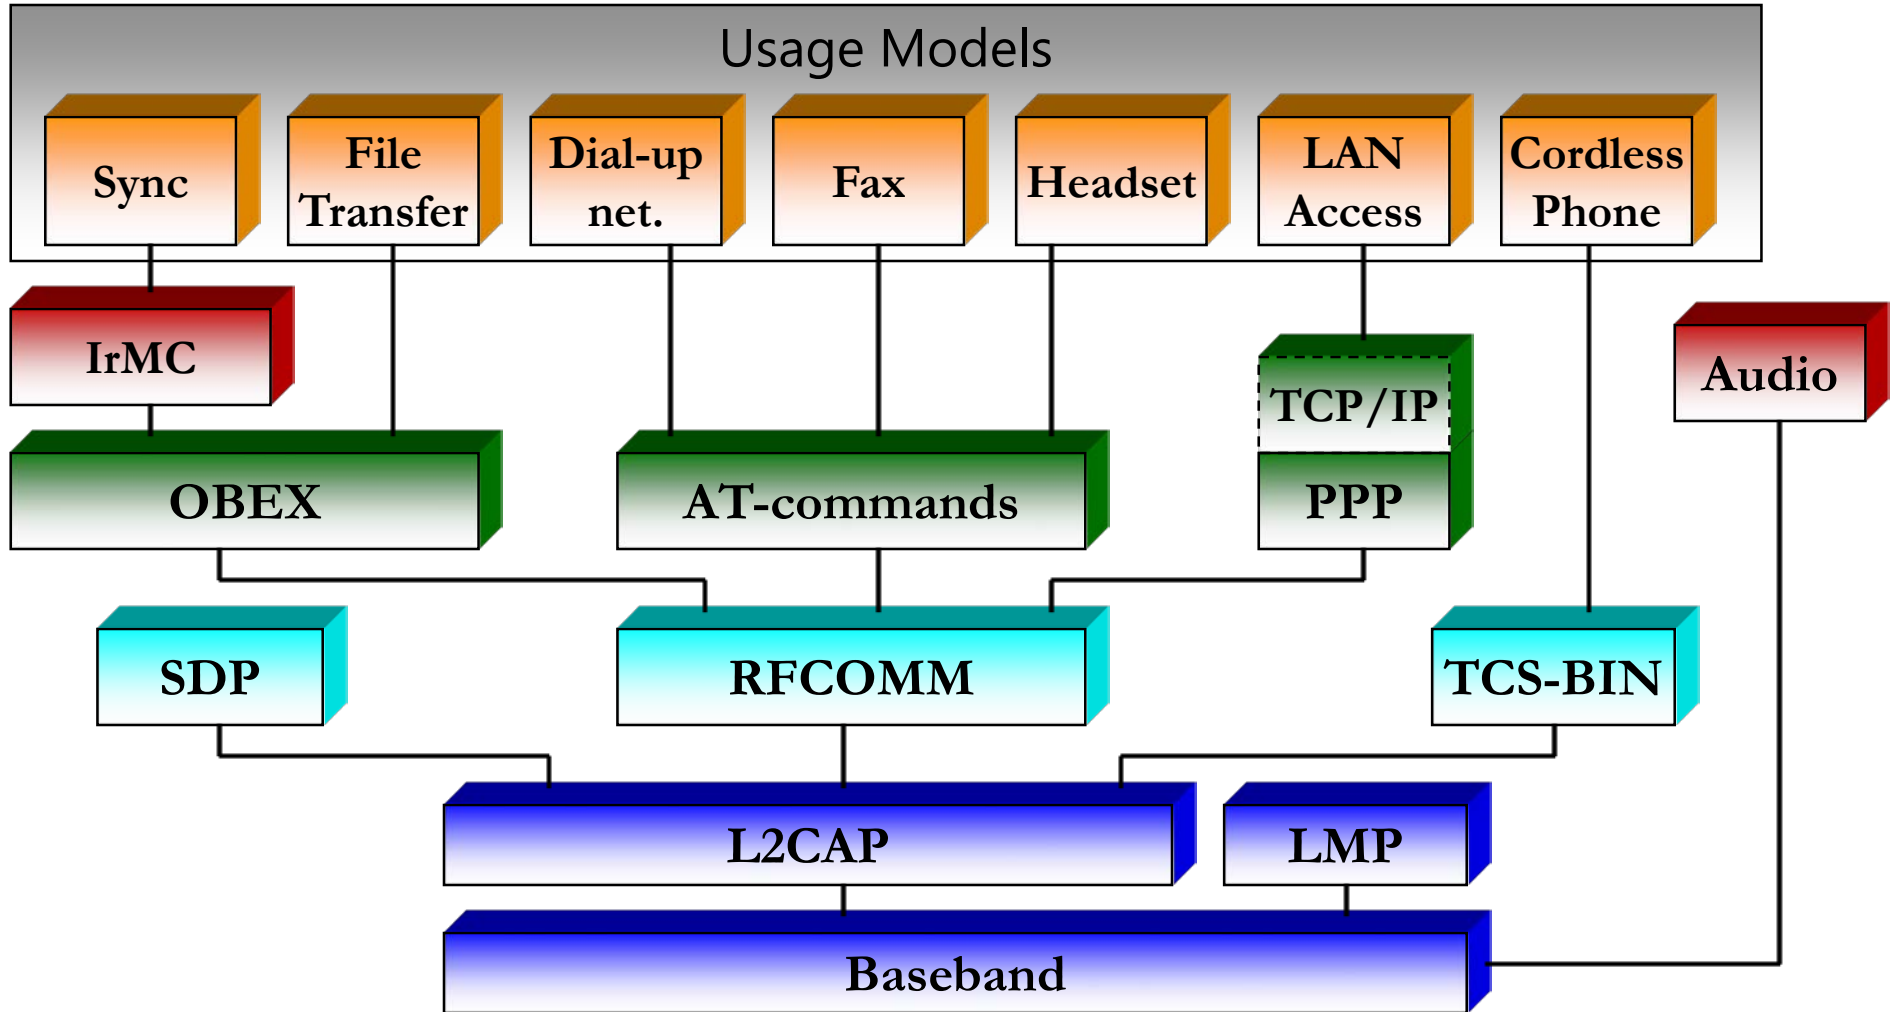 Usage Models
Sync
File
Transfer
Dial-up
net.
Fax
Headset
LAN
Access
Cordless
Phone
IrMC
Audio
TCP/IP
OBEX
AT-commands
PPP
SDP
RFCOMM
TCS-BIN
L2CAP
LMP
Baseband